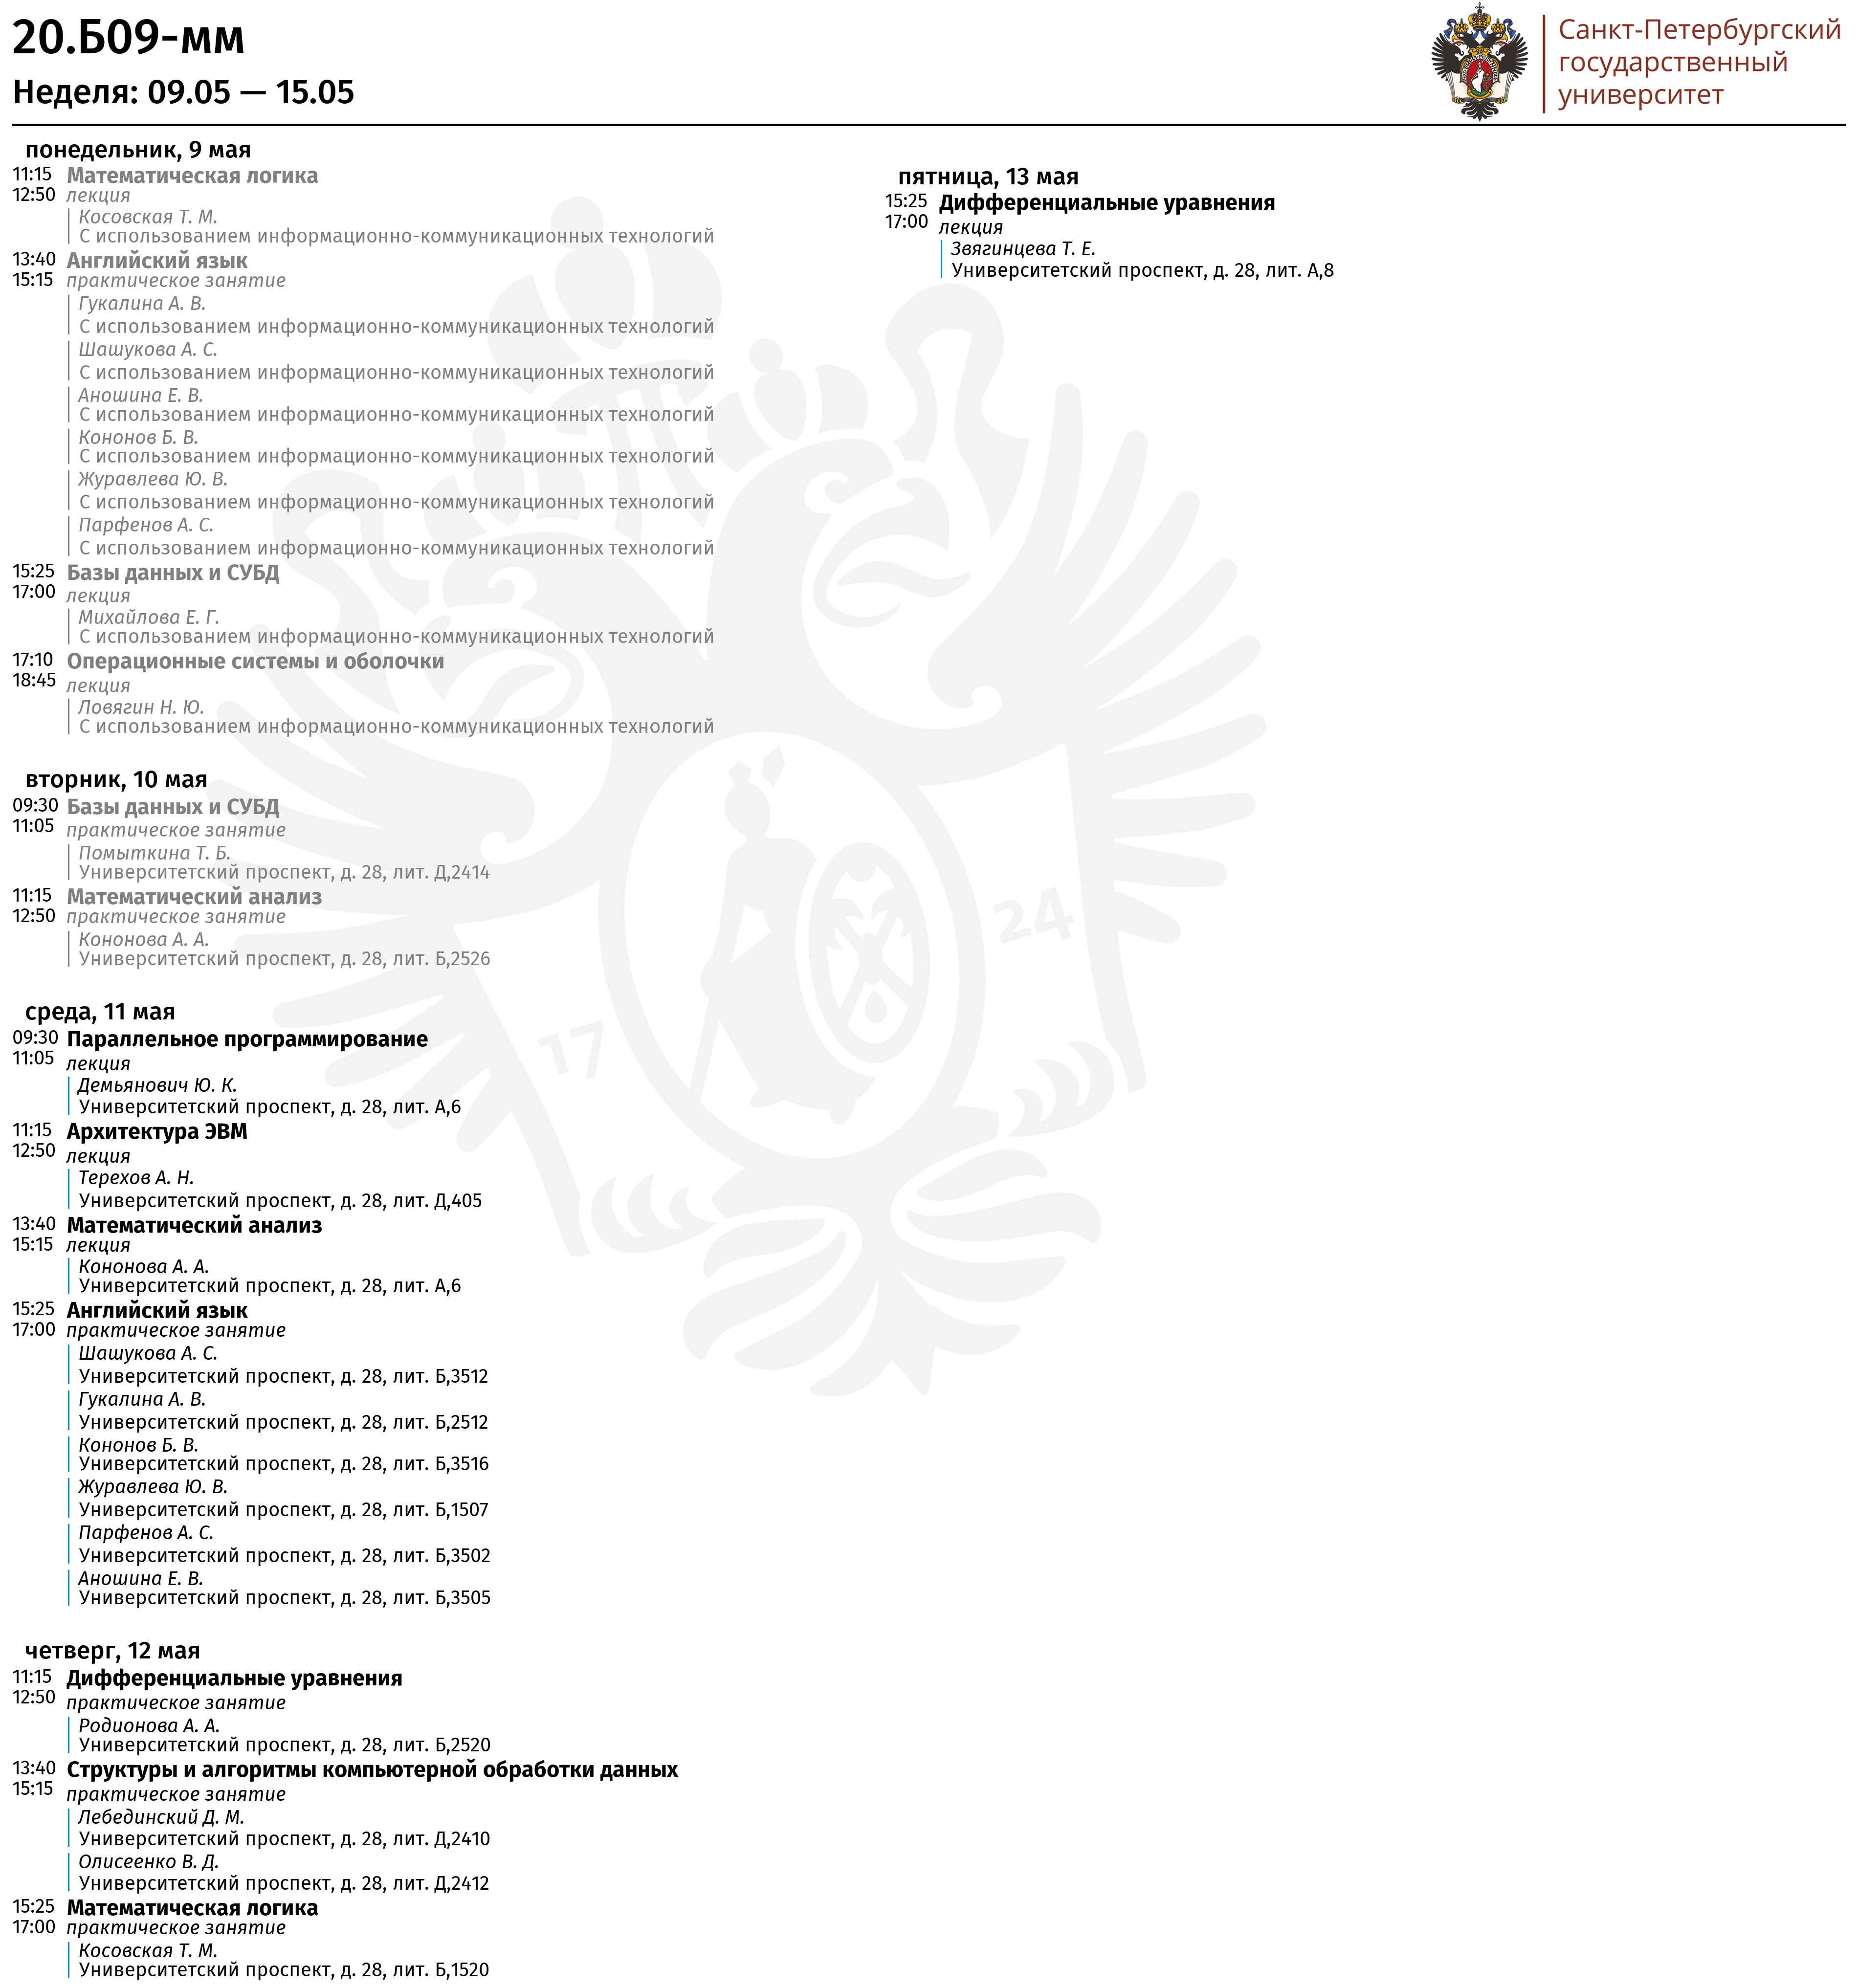 20.Б09-мм
Неделя: 09.05 — 15.05
Санкт-Петербургский
государственный
университет
понедельник, 9 мая
11:15 Математическая логика
12:50 лекция
Косовская Т. М.
С использованием информационно-коммуникационных технологий
13:40 Английский язык
15:15 практическое занятие
Гукалина А. В.
С использованием информационно-коммуникационных технологий
Шашукова А. С.
С использованием информационно-коммуникационных технологий
Аношина Е. В.
С использованием информационно-коммуникационных технологий
Кононов Б. В.
С использованием информационно-коммуникационных технологий
Журавлева Ю. В.
С использованием информационно-коммуникационных технологий
Парфенов А. С.
С использованием информационно-коммуникационных технологий
15:25 Базы данных и СУБД
17:00 лекция
Михайлова Е. Г.
С использованием информационно-коммуникационных технологий
17:10 Операционные системы и оболочки
18:45 лекция
Ловягин Н. Ю.
С использованием информационно-коммуникационных технологий
вторник, 10 мая
09:30 Базы данных и СУБД
11:05 практическое занятие
Помыткина Т. Б.
Университетский проспект, д. 28, лит. Д,2414
11:15 Математический анализ
12:50 практическое занятие
Кононова А. А.
Университетский проспект, д. 28, лит. Б,2526
среда, 11 мая
09:30 Параллельное программирование
11:05 лекция
Демьянович Ю. К.
Университетский проспект, д. 28, лит. А,6
11:15 Архитектура ЭВМ
12:50 лекция
Терехов А. Н.
Университетский проспект, д. 28, лит. Д,405
13:40 Математический анализ
15:15 лекция
Кононова А. А.
Университетский проспект, д. 28, лит. А,6
15:25 Английский язык
17:00 практическое занятие
Шашукова А. С.
Университетский проспект, д. 28, лит. Б,3512
Гукалина А. В.
Университетский проспект, д. 28, лит. Б,2512
Кононов Б. В.
Университетский проспект, д. 28, лит. Б,3516
Журавлева Ю. В.
Университетский проспект, д. 28, лит. Б,1507
Парфенов А. С.
Университетский проспект, д. 28, лит. Б,3502
Аношина Е. В.
Университетский проспект, д. 28, лит. Б,3505
четверг, 12 мая
11:15 Дифференциальные уравнения
12:50 практическое занятие
Родионова А. А.
Университетский проспект, д. 28, лит. Б,2520
13:40 Структуры и алгоритмы компьютерной обработки данных
15:15 практическое занятие
Лебединский Д. М.
Университетский проспект, д. 28, лит. Д,2410
Олисеенко В. Д.
Университетский проспект, д. 28, лит. Д,2412
15:25 Математическая логика
17:00 практическое занятие
Косовская Т. М.
Университетский проспект, д. 28, лит. Б,1520
пятница, 13 мая
15:25 Дифференциальные уравнения
17:00 лекция
Звягинцева Т. Е.
Университетский проспект, д. 28, лит. А,8
17
24